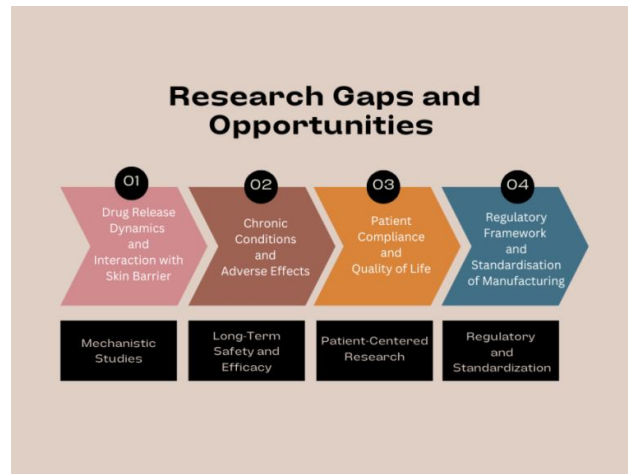 Research Gaps and
Opportunities
01
Drug Release
Dynamics
and
Interaction with
Skin Barrier
02
Chronic
Conditions
and
Adverse Effects
03
Patient
Compliance
and
Quality of Life
04
Regulatory
Framework
and
Standardisation
of Manufacturing
Mechanistic
Studies
Long-Term
Safety and
Efficacy
Patient-Centered
Research
Regulatory
and
Standardization